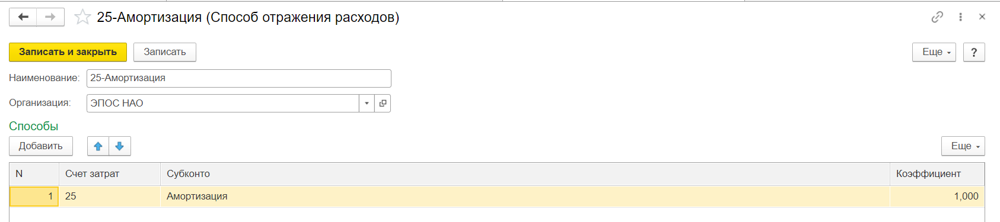 25-Амортизация (Способ отражения расходов)
Записать и закрыть Записать Еще ?
Наименование: 25-Амортизация
Организация: ЭПОС НАО
Способы
Добавить Еще
N Счет затрат Субконто Коэффициент
1 25 Амортизация 1,000